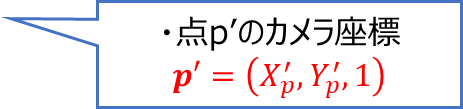 ・点p′のカメラ座標
𝒑′ = (X′ₚ, Y′ₚ, 1)